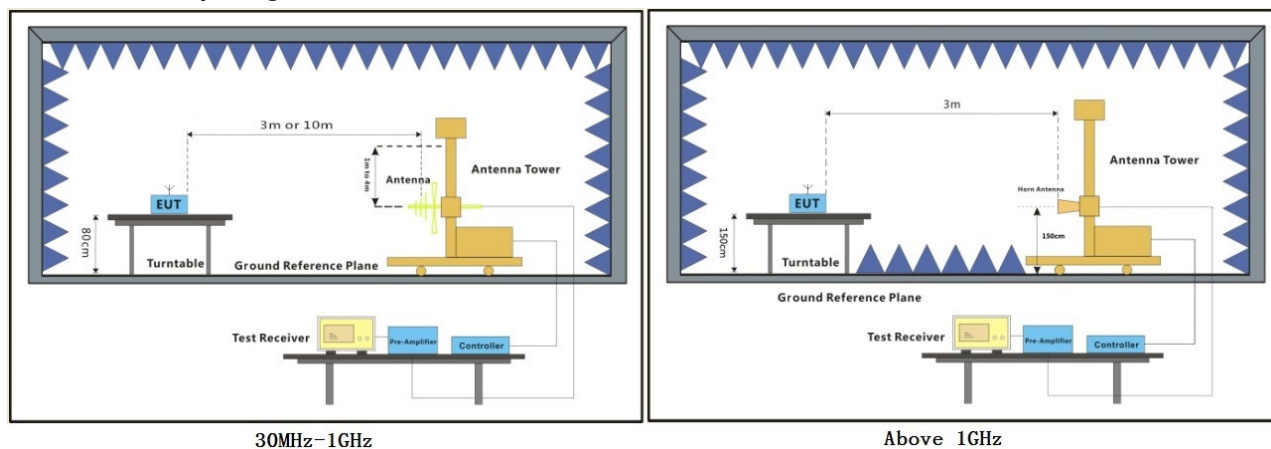 3m or 10m
1m to 4m
Antenna
Antenna Tower
EUT
80cm
Turntable
Ground Reference Plane
Test Receiver
Pre-Amplifier
Controller
30MHz-1GHz
3m
Horn Antenna
Antenna Tower
EUT
150cm
150cm
Turntable
Ground Reference Plane
Test Receiver
Pre-Amplifier
Controller
Above 1GHz